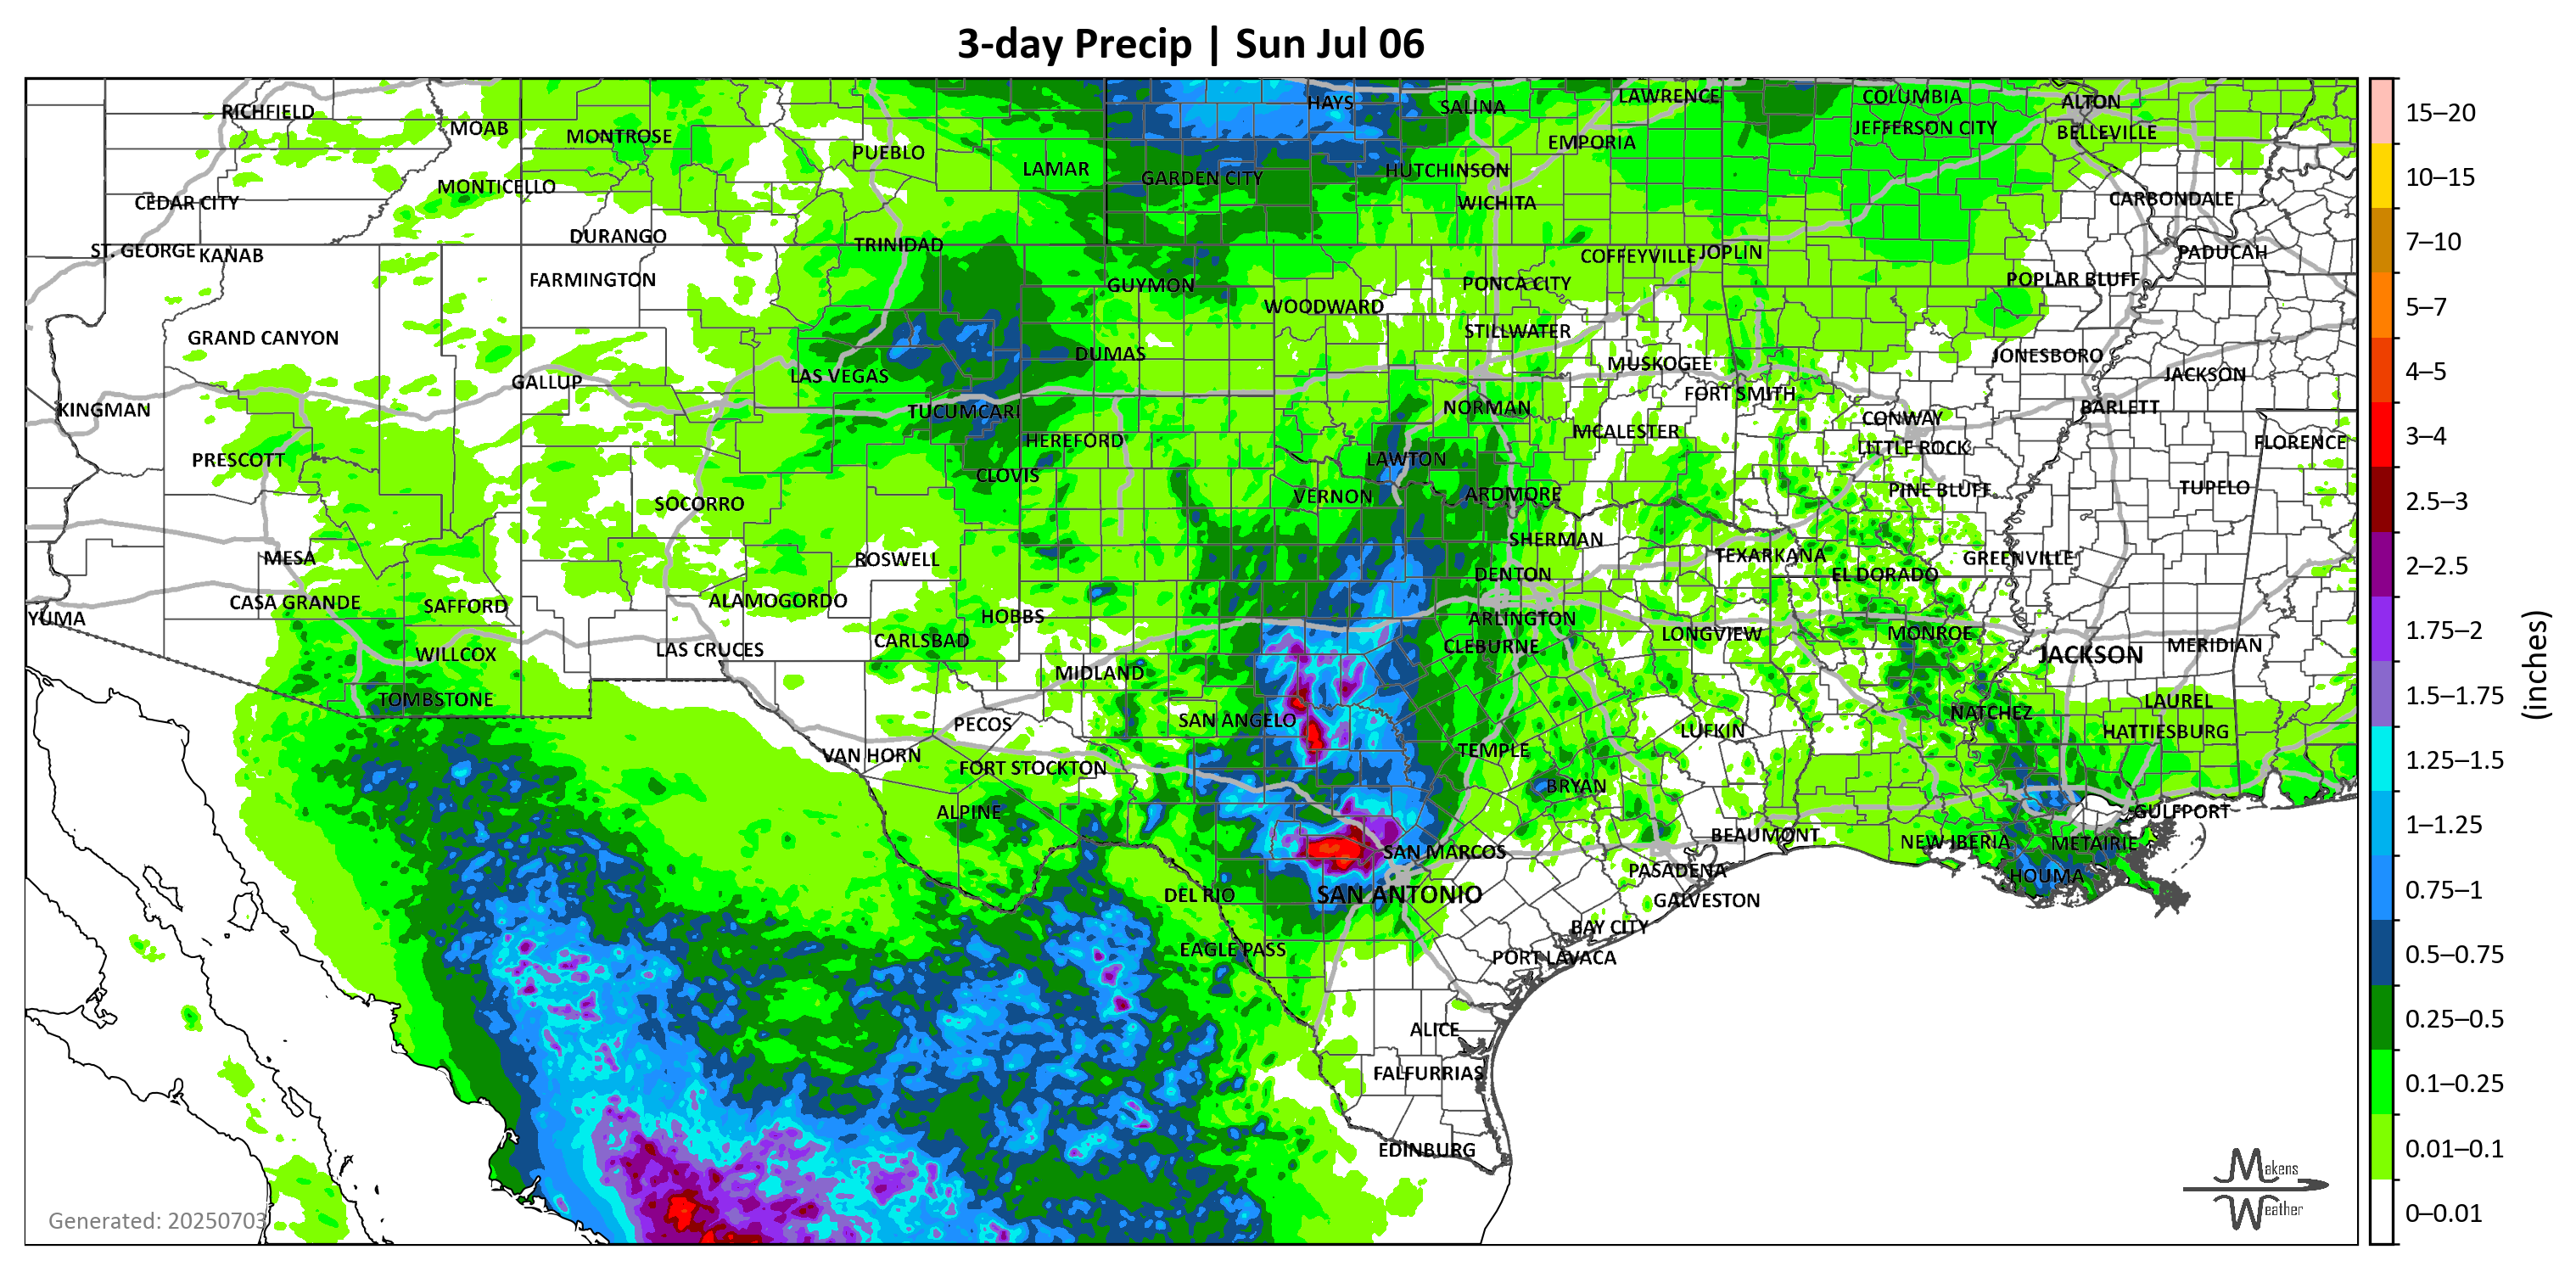 3-day Precip | Sun Jul 06
RICHFIELD
MOAB
MONTROSE
PUEBLO
LAMAR
HAYS
SALINA
LAWRENCE
COLUMBIA
ALTON
GARDEN CITY
HUTCHINSON
EMPORIA
JEFFERSON CITY
BELLEVILLE
CEDAR CITY
MONTICELLO
WICHITA
CARBONDALE
ST. GEORGE
KANAB
DURANGO
TRINIDAD
COFFEYVILLE
JOPLIN
PADUCAH
FARMINGTON
GUYMON
WOODWARD
PONCA CITY
POPLAR BLUFF
GRAND CANYON
DUMAS
STILLWATER
JONESBORO
GALLUP
LAS VEGAS
MUSKOGEE
JACKSON
KINGMAN
TUCUMCARI
NORMAN
FORT SMITH
CONWAY
BARLETT
PRESCOTT
HEREFORD
LAWTON
MCALESTER
LITTLE ROCK
FLORENCE
SOCORRO
CLOVIS
VERNON
ARDMORE
PINE BLUFF
TUPELO
MESA
ROSWELL
SHERMAN
TEXARKANA
GREENVILLE
CASA GRANDE
SAFFORD
ALAMOGORDO
DENTON
EL DORADO
YUMA
HOBBS
ARLINGTON
WILLCOX
LAS CRUCES
CARLSBAD
CLEBURNE
LONGVIEW
MONROE
JACKSON
MERIDIAN
TOMBSTONE
MIDLAND
PECOS
SAN ANGELO
NATCHEZ
LAUREL
VAN HORN
FORT STOCKTON
TEMPLE
LUFKIN
HATTIESBURG
ALPINE
BRYAN
GULFPORT
SAN MARCOS
BEAUMONT
NEW IBERIA
METAIRIE
DEL RIO
SAN ANTONIO
PASADENA
GALVESTON
HOUMA
EAGLE PASS
BAY CITY
PORT LAVACA
ALICE
FALFURRIAS
EDINBURG
Generated: 20250703
Makens
Weather
15–20
10–15
7–10
5–7
4–5
3–4
2.5–3
2–2.5
1.75–2
1.5–1.75
1.25–1.5
1–1.25
0.75–1
0.5–0.75
0.25–0.5
0.1–0.25
0.01–0.1
0–0.01
(inches)